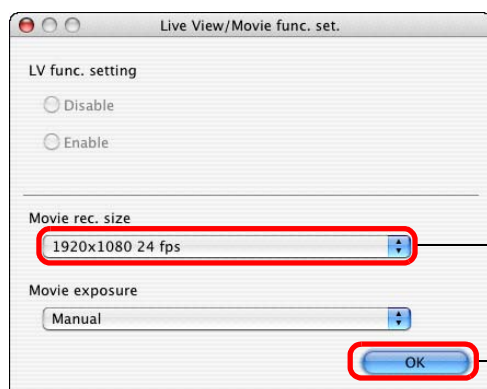 Live View/Movie func. set.
LV func. setting
Disable
Enable
Movie rec. size
1920x1080 24 fps
Movie exposure
Manual
OK